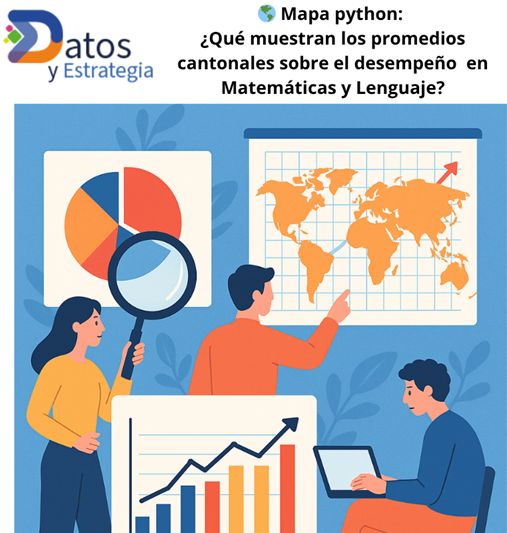 Datos
y Estrategia
🌎 Mapa python:
¿Qué muestran los promedios
cantonales sobre el desempeño en
Matemáticas y Lenguaje?